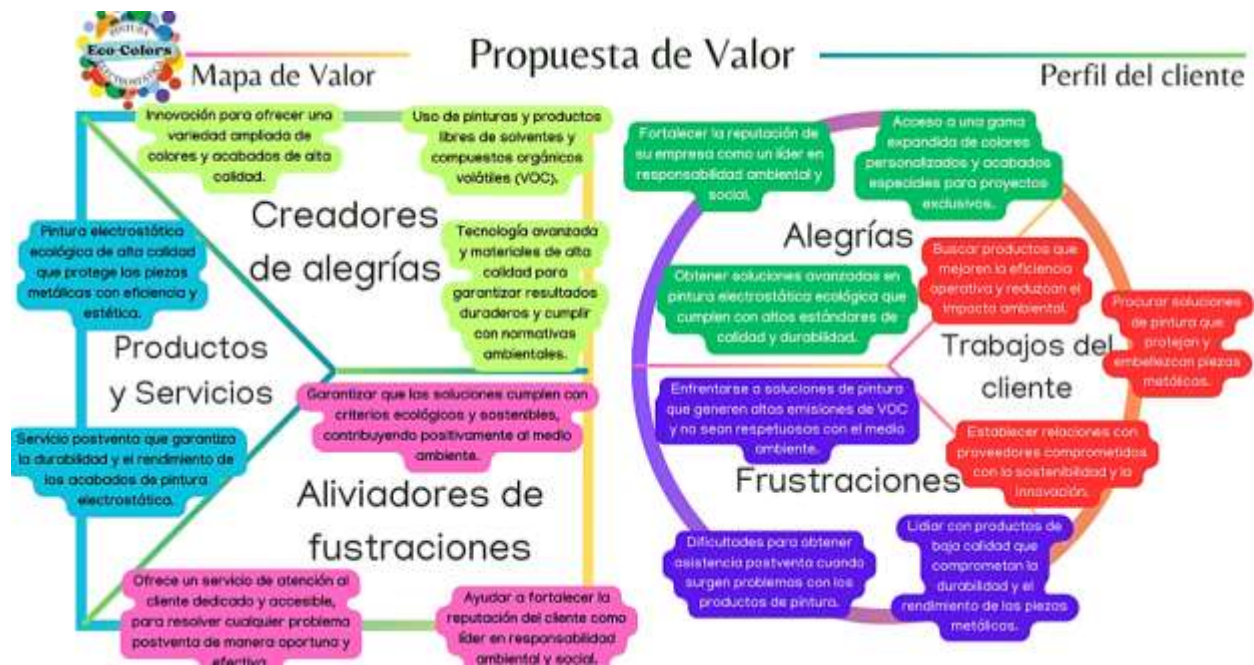 PINTURA
Eco-Colors
ELECTROSTÁTICA
Propuesta de Valor
Mapa de Valor
Perfil del cliente
Innovación para ofrecer una
variedad ampliada de
colores y acabados de alta
calidad.
Uso de pinturas y productos
libres de solventes y
compuestos orgánicos
volátiles (VOC).
Creadores
de alegrías
Tecnología avanzada
y materiales de alta
calidad para
garantizar resultados
duraderos y cumplir
con normativas
ambientales.
Pintura electrostática
ecológica de alta calidad
que protege las piezas
metálicas con eficiencia y
estética.
Productos
y Servicios
Servicio postventa que garantiza
la durabilidad y el rendimiento de
los acabados de pintura
electrostática.
Garantizar que las soluciones cumplen con
criterios ecológicos y sostenibles,
contribuyendo positivamente al medio
ambiente.
Aliviadores de
fustraciones
Ofrece un servicio de atención al
cliente dedicado y accesible,
para resolver cualquier problema
postventa de manera oportuna y
efectiva
Ayudar a fortalecer la
reputación del cliente como
líder en responsabilidad
ambiental y social.
Fortalecer la reputación de
su empresa como un líder en
responsabilidad ambiental y
social.
Acceso a una gama
expandida de colores
personalizados y acabados
especiales para proyectos
exclusivos.
Alegrías
Obtener soluciones avanzadas en
pintura electrostática ecológica que
cumplen con altos estándares de
calidad y durabilidad.
Buscar productos que
mejoren la eficiencia
operativa y reduzcan el
impacto ambiental.
Procurar soluciones
de pintura que
protejan y
embellezcan piezas
metálicas.
Trabajos del
cliente
Establecer relaciones con
proveedores comprometidos
con la sostenibilidad y la
innovación.
Enfrentarse a soluciones de pintura
que generen altas emisiones de VOC
y no sean respetuosas con el medio
ambiente.
Frustraciones
Dificultades para obtener
asistencia postventa cuando
surgen problemas con los
productos de pintura.
Lidiar con productos de
baja calidad que
comprometan la
durabilidad y el
rendimiento de las piezas
metálicas.